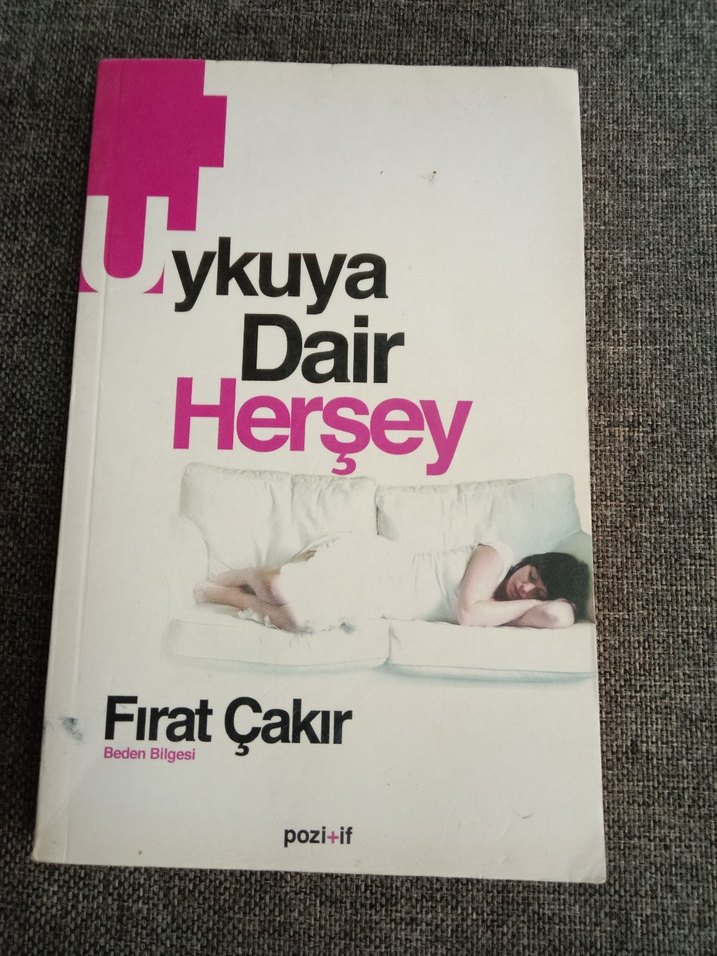 uykuya
Dair
Herşey
Fırat Çakır
Beden Bilgesi
pozi+if